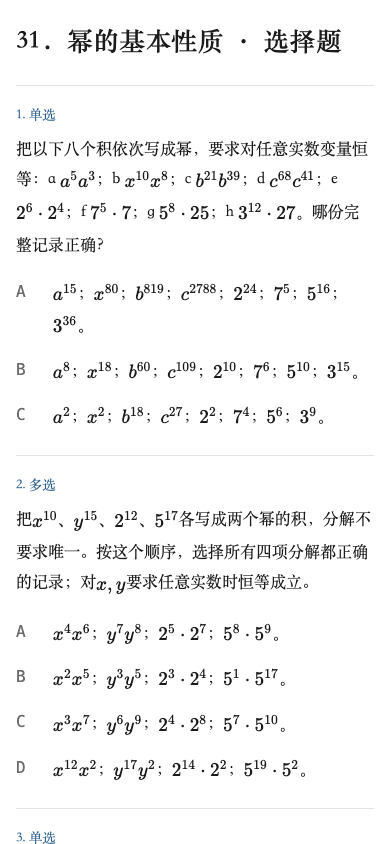 31. 幂的基本性质 · 选择题
1. 单选
把以下八个积依次写成幂，要求对任意实数变量恒
等：a a⁵a³；b x¹⁰x⁸；c b²¹b³⁹；d c⁶⁸c⁴¹；e
2⁶ · 2⁴；f 7⁵ · 7；g 5⁸ · 25；h 3¹² · 27。哪份完
整记录正确？
A a¹⁵；x⁸⁰；b⁸¹⁹；c²⁷⁸⁸；2²⁴；7⁵；5¹⁶；
3³⁶。
B a⁸；x¹⁸；b⁶⁰；c¹⁰⁹；2¹⁰；7⁶；5¹⁰；3¹⁵。
C a²；x²；b¹⁸；c²⁷；2²；7⁴；5⁶；3⁹。
2. 多选
把x¹⁰、y¹⁵、2¹²、5¹⁷各写成两个幂的积，分解不
要求唯一。按这个顺序，选择所有四项分解都正确
的记录；对x, y要求任意实数时恒等成立。
A x⁴x⁶；y⁷y⁸；2⁵ · 2⁷；5⁸ · 5⁹。
B x²x⁵；y³y⁵；2³ · 2⁴；5¹ · 5¹⁷。
C x³x⁷；y⁶y⁹；2⁴ · 2⁸；5⁷ · 5¹⁰。
D x¹²x²；y¹⁷y²；2¹⁴ · 2²；5¹⁹ · 5²。
3. 单选